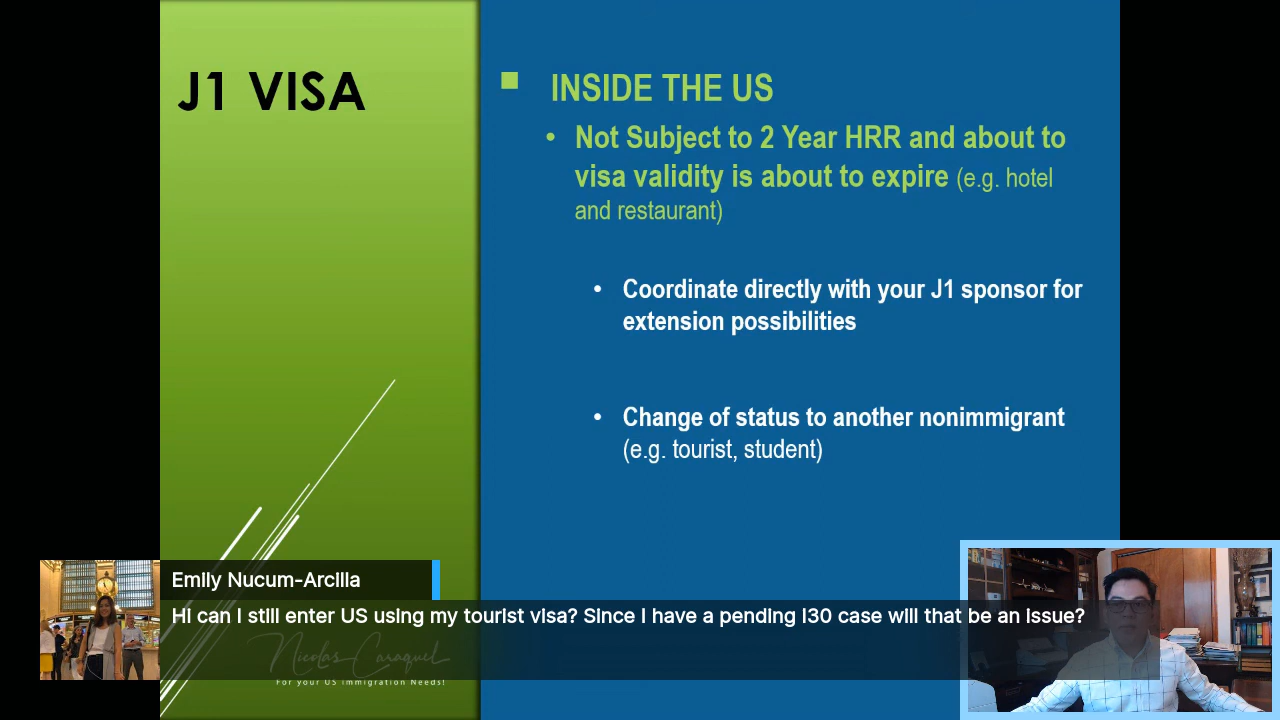 J1 VISA
INSIDE THE US
Not Subject to 2 Year HRR and about to
visa validity is about to expire (e.g. hotel
and restaurant)
Coordinate directly with your J1 sponsor for
extension possibilities
Change of status to another nonimmigrant
(e.g. tourist, student)
Emily Nucum-Arcilla
Hi can I still enter US using my tourist visa? Since I have a pending I30 case will that be an issue?
Nicolas Caraquel
For your US immigration Needs!